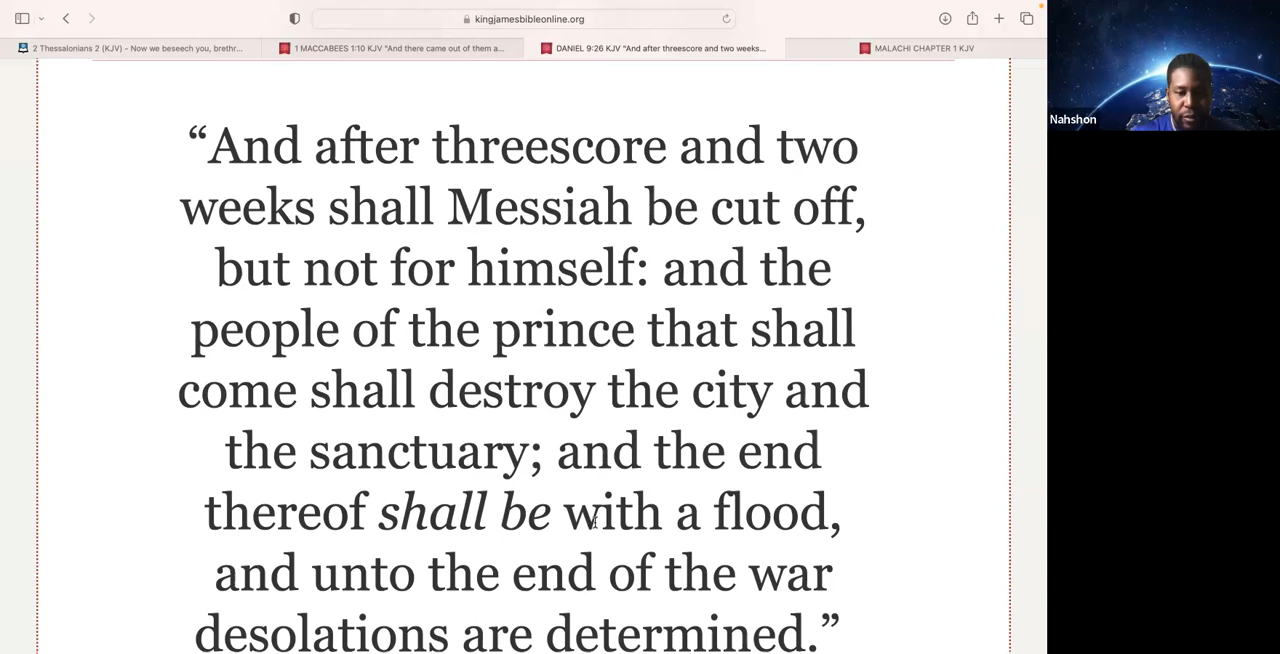 kingjamesbibleonline.org
2 Thessalonians 2 (KJV) - Now we beseech you, brethr...
1 MACCABEES 1:10 KJV "And there came out of them a...
DANIEL 9:26 KJV "And after threescore and two weeks...
MALACHI CHAPTER 1 KJV
Nahshon
“And after threescore and two
weeks shall Messiah be cut off,
but not for himself: and the
people of the prince that shall
come shall destroy the city and
the sanctuary; and the end
thereof shall be with a flood,
and unto the end of the war
desolations are determined.”